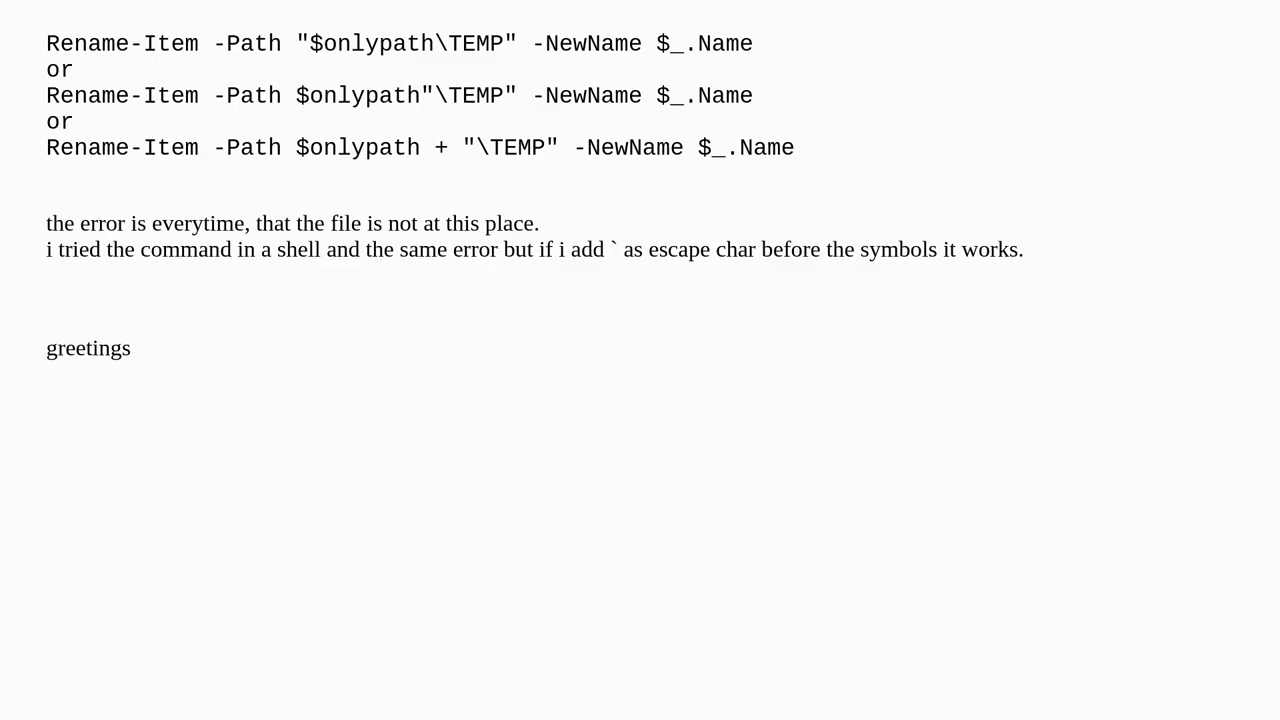 Rename-Item -Path "$onlypath\TEMP" -NewName $_.Name
or
Rename-Item -Path $onlypath"\TEMP" -NewName $_.Name
or
Rename-Item -Path $onlypath + "\TEMP" -NewName $_.Name
the error is everytime, that the file is not at this place.
i tried the command in a shell and the same error but if i add ` as escape char before the symbols it works.
greetings